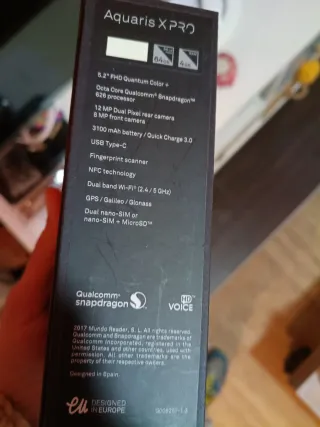 Aquaris X PRO
64GB
4GB
5.2" FHD Quantum Color +
Octa Core Qualcomm® Snapdragon™
626 processor
12 MP Dual Pixel rear camera
8 MP front camera
3100 mAh battery / Quick Charge 3.0
USB Type-C
Fingerprint scanner
NFC technology
Dual band Wi-Fi® (2.4 / 5 GHz)
GPS / Galileo / Glonass
Dual nano-SIM or
nano-SIM + MicroSD™
Qualcomm®
snapdragon™
HD
VOICE
2017 Mundo Reader, S. L. All rights reserved.
Qualcomm and Snapdragon are trademarks of
Qualcomm Incorporated, registered in the
United States and other countries, used with
permission. All other trademarks are the
property of their respective owners.
Designed in Spain.
eu DESIGNED
IN EUROPE